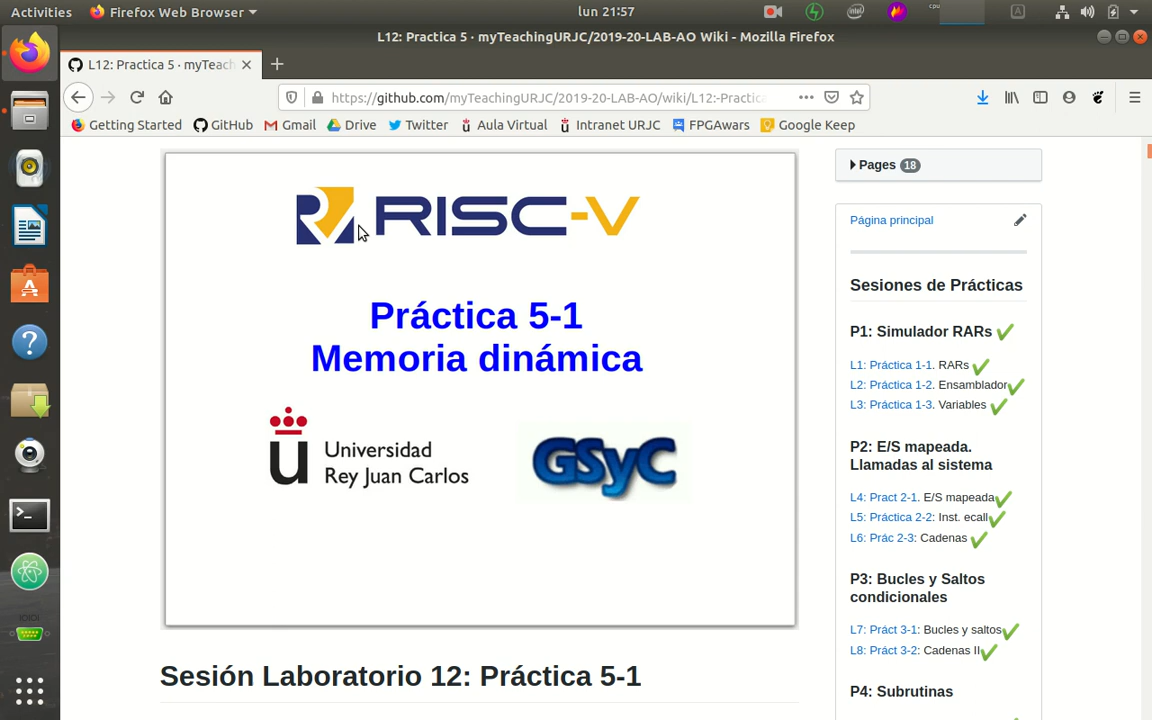 Activities
Firefox Web Browser
lun 21:57
intel
cpu
A
L12: Practica 5 · myTeachingURJC/2019-20-LAB-AO Wiki - Mozilla Firefox
L12: Practica 5 · myTeach
https://github.com/myTeachingURJC/2019-20-LAB-AO/wiki/L12:-Practica
Getting Started
GitHub
Gmail
Drive
Twitter
Aula Virtual
Intranet URJC
FPGAwars
Google Keep
RISC-V
Práctica 5-1
Memoria dinámica
u Universidad
Rey Juan Carlos
GSyC
Sesión Laboratorio 12: Práctica 5-1
Pages 18
Página principal
Sesiones de Prácticas
P1: Simulador RARs
L1: Práctica 1-1. RARs
L2: Práctica 1-2. Ensamblador
L3: Práctica 1-3. Variables
P2: E/S mapeada.
Llamadas al sistema
L4: Pract 2-1. E/S mapeada
L5: Práctica 2-2: Inst. ecall
L6: Prác 2-3: Cadenas
P3: Bucles y Saltos
condicionales
L7: Práct 3-1: Bucles y saltos
L8: Práct 3-2: Cadenas II
P4: Subrutinas